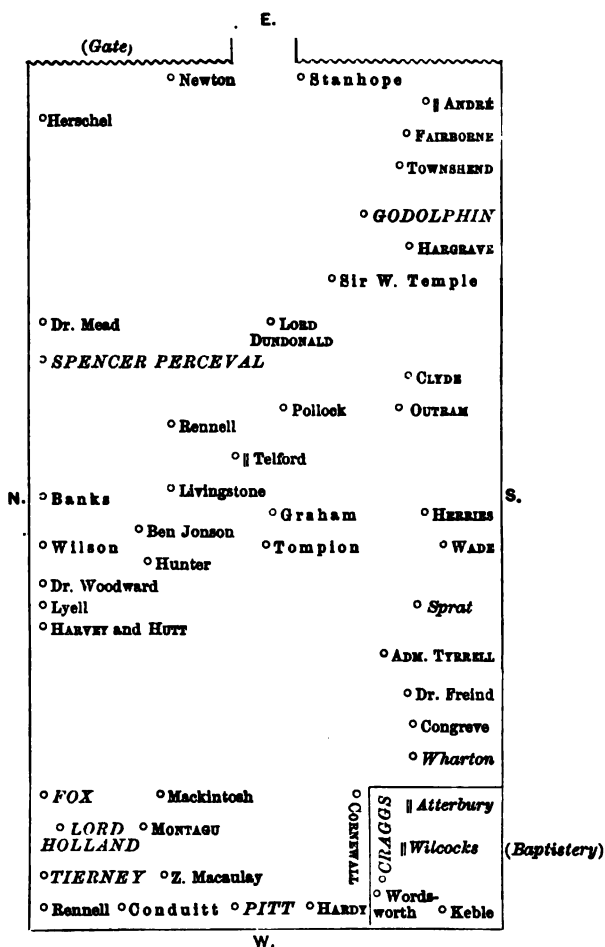 E.
(Gate)
Newton
Stanhope
ANDRÉ
Herschel
FAIRBORNE
TOWNSHEND
GODOLPHIN
HARGRAVE
Sir W. Temple
Dr. Mead
LORD
DUNDONALD
SPENCER PERCEVAL
CLYDE
Pollock
OUTRAM
Rennell
Telford
Livingstone
N.
Banks
S.
Graham
HERRIES
Ben Jonson
Wilson
Tompion
WADE
Hunter
Dr. Woodward
Lyell
Sprat
HARVEY and HUTT
ADM. TYRRELL
Dr. Freind
Congreve
Wharton
FOX
Mackintosh
CORNEWALL
CRAGGS
Atterbury
LORD
HOLLAND
MONTAGU
Wilcocks
(Baptistery)
TIERNEY
Z. Macaulay
Words-
worth
Keble
Rennell
Conduitt
PITT
HARDY
W.